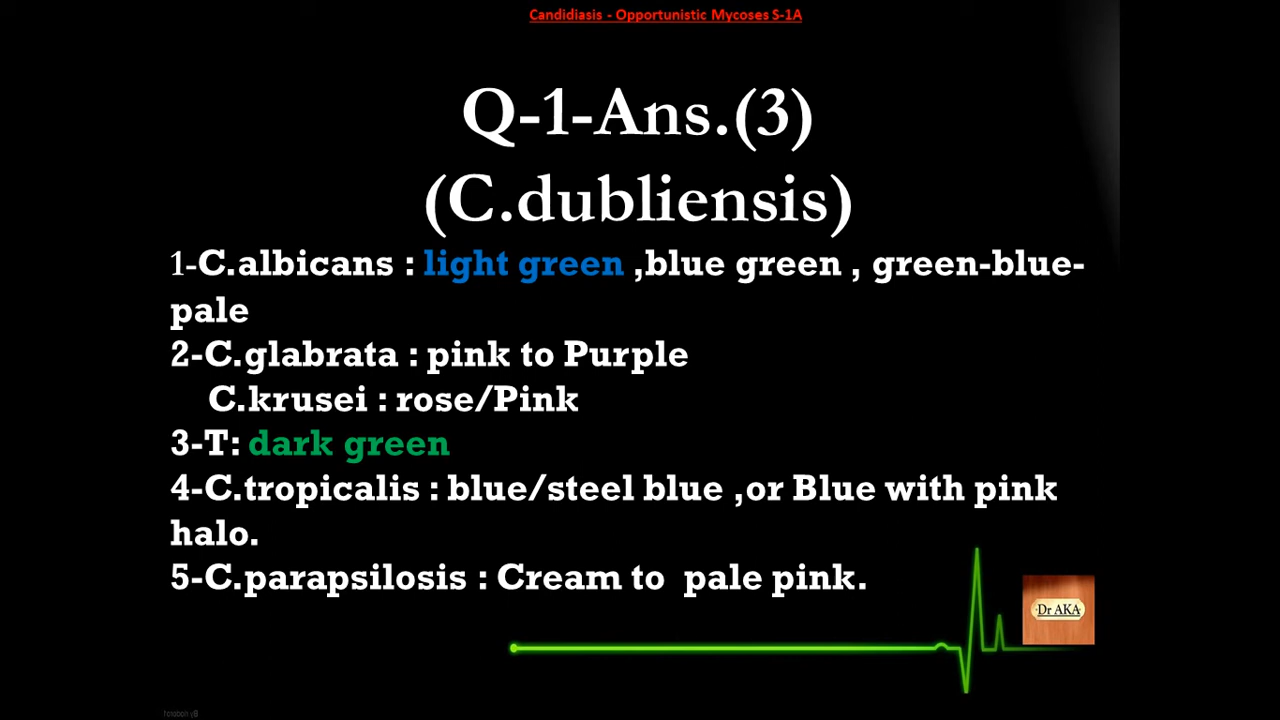 Candidiasis - Opportunistic Mycoses S-1A
Q-1-Ans.(3)
(C.dubliensis)
1-C.albicans : light green ,blue green , green-blue-
pale
2-C.glabrata : pink to Purple
C.krusei : rose/Pink
3-T: dark green
4-C.tropicalis : blue/steel blue ,or Blue with pink
halo.
5-C.parapsilosis : Cream to pale pink.
Dr AKA